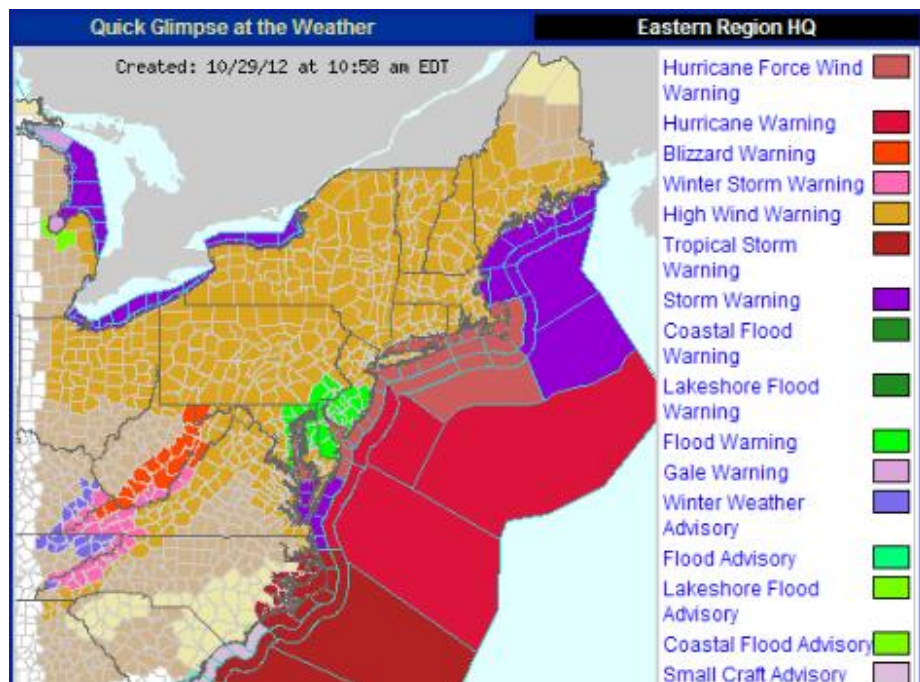 Quick Glimpse at the Weather
Eastern Region HQ
Created: 10/29/12 at 10:58 am EDT
Hurricane Force Wind
Warning
Hurricane Warning
Blizzard Warning
Winter Storm Warning
High Wind Warning
Tropical Storm
Warning
Storm Warning
Coastal Flood
Warning
Lakeshore Flood
Warning
Flood Warning
Gale Warning
Winter Weather
Advisory
Flood Advisory
Lakeshore Flood
Advisory
Coastal Flood Advisory
Small Craft Advisory